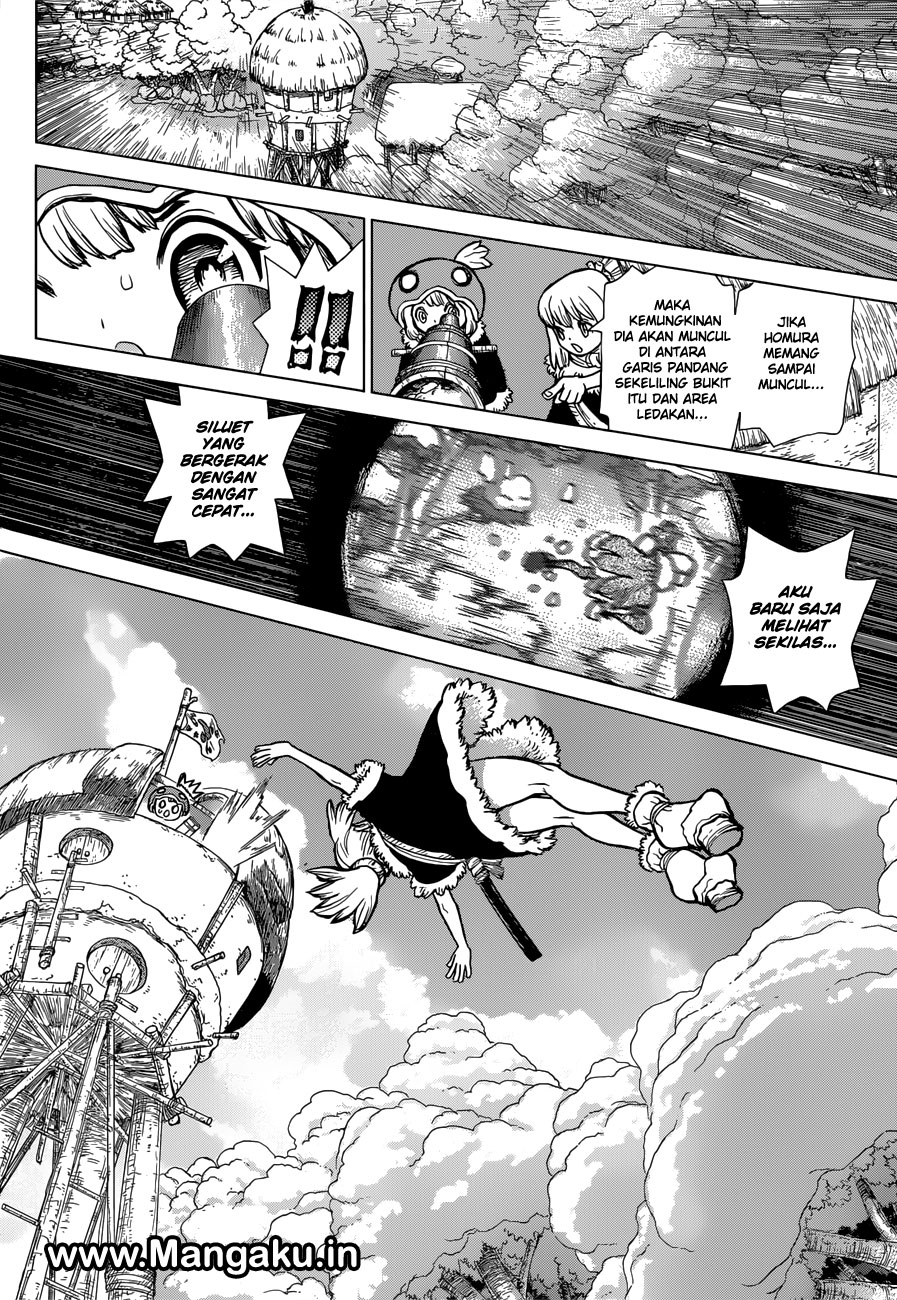 JIKA
HOMURA
MEMANG
SAMPAI
MUNCUL...
MAKA
KEMUNGKINAN
DIA AKAN MUNCUL
DI ANTARA
GARIS PANDANG
SEKELILING BUKIT
ITU DAN AREA
LEDAKAN...
!!
AKU
BARU SAJA
MELIHAT
SEKILAS...
SILUET
YANG
BERGERAK
DENGAN
SANGAT
CEPAT...
www.Mangaku.in